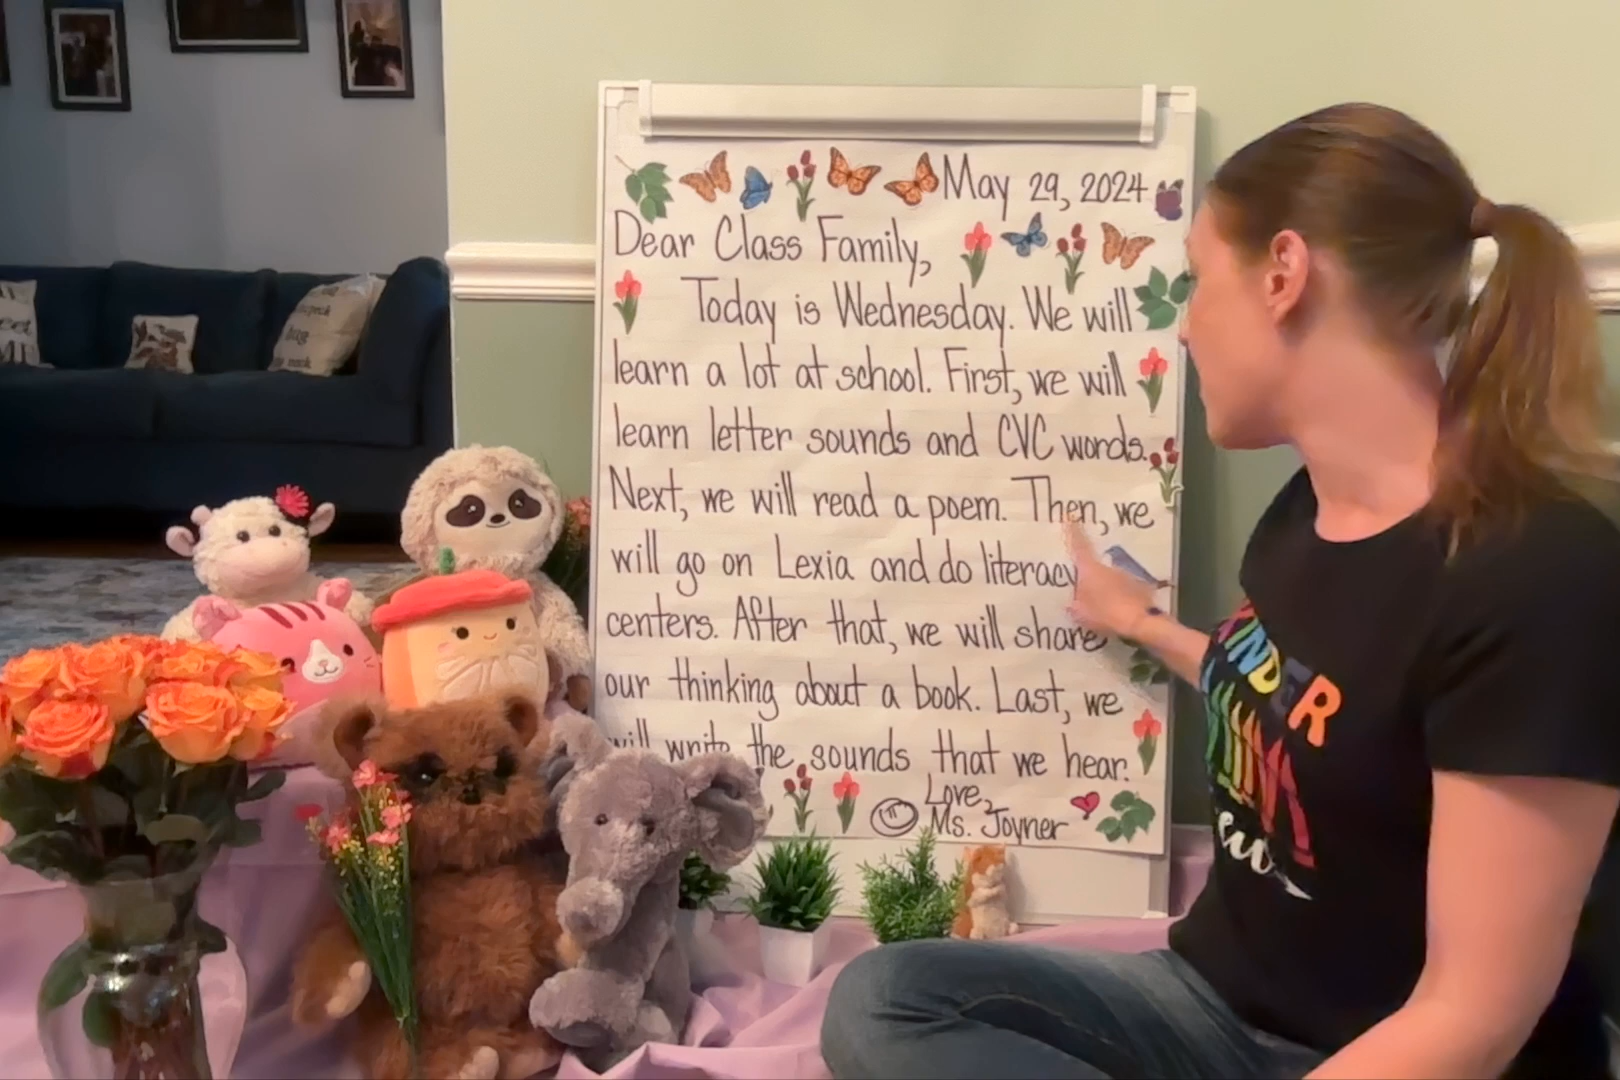 May 29, 2024
Dear Class Family,
Today is Wednesday. We will
learn a lot at school. First, we will
learn letter sounds and CVC words.
Next, we will read a poem. Then, we
will go on Lexia and do literacy
centers. After that, we will share
our thinking about a book. Last, we
will write the sounds that we hear.
Love,
Ms. Joyner